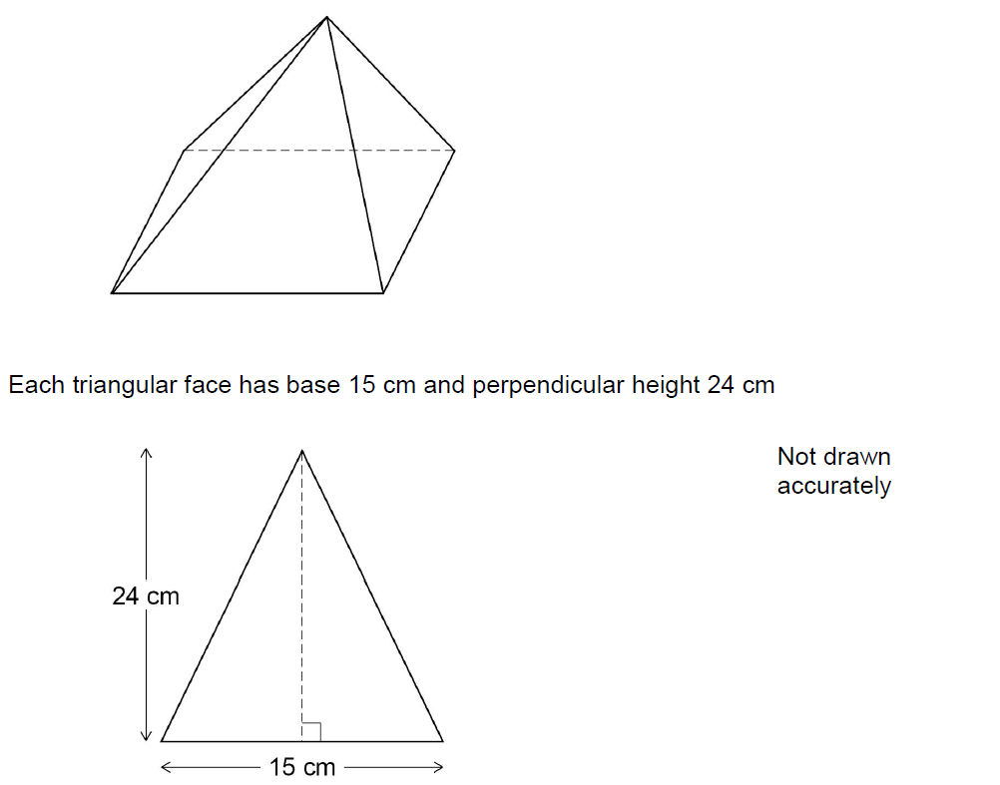 Each triangular face has base 15 cm and perpendicular height 24 cm
Not drawn
accurately
24 cm
15 cm